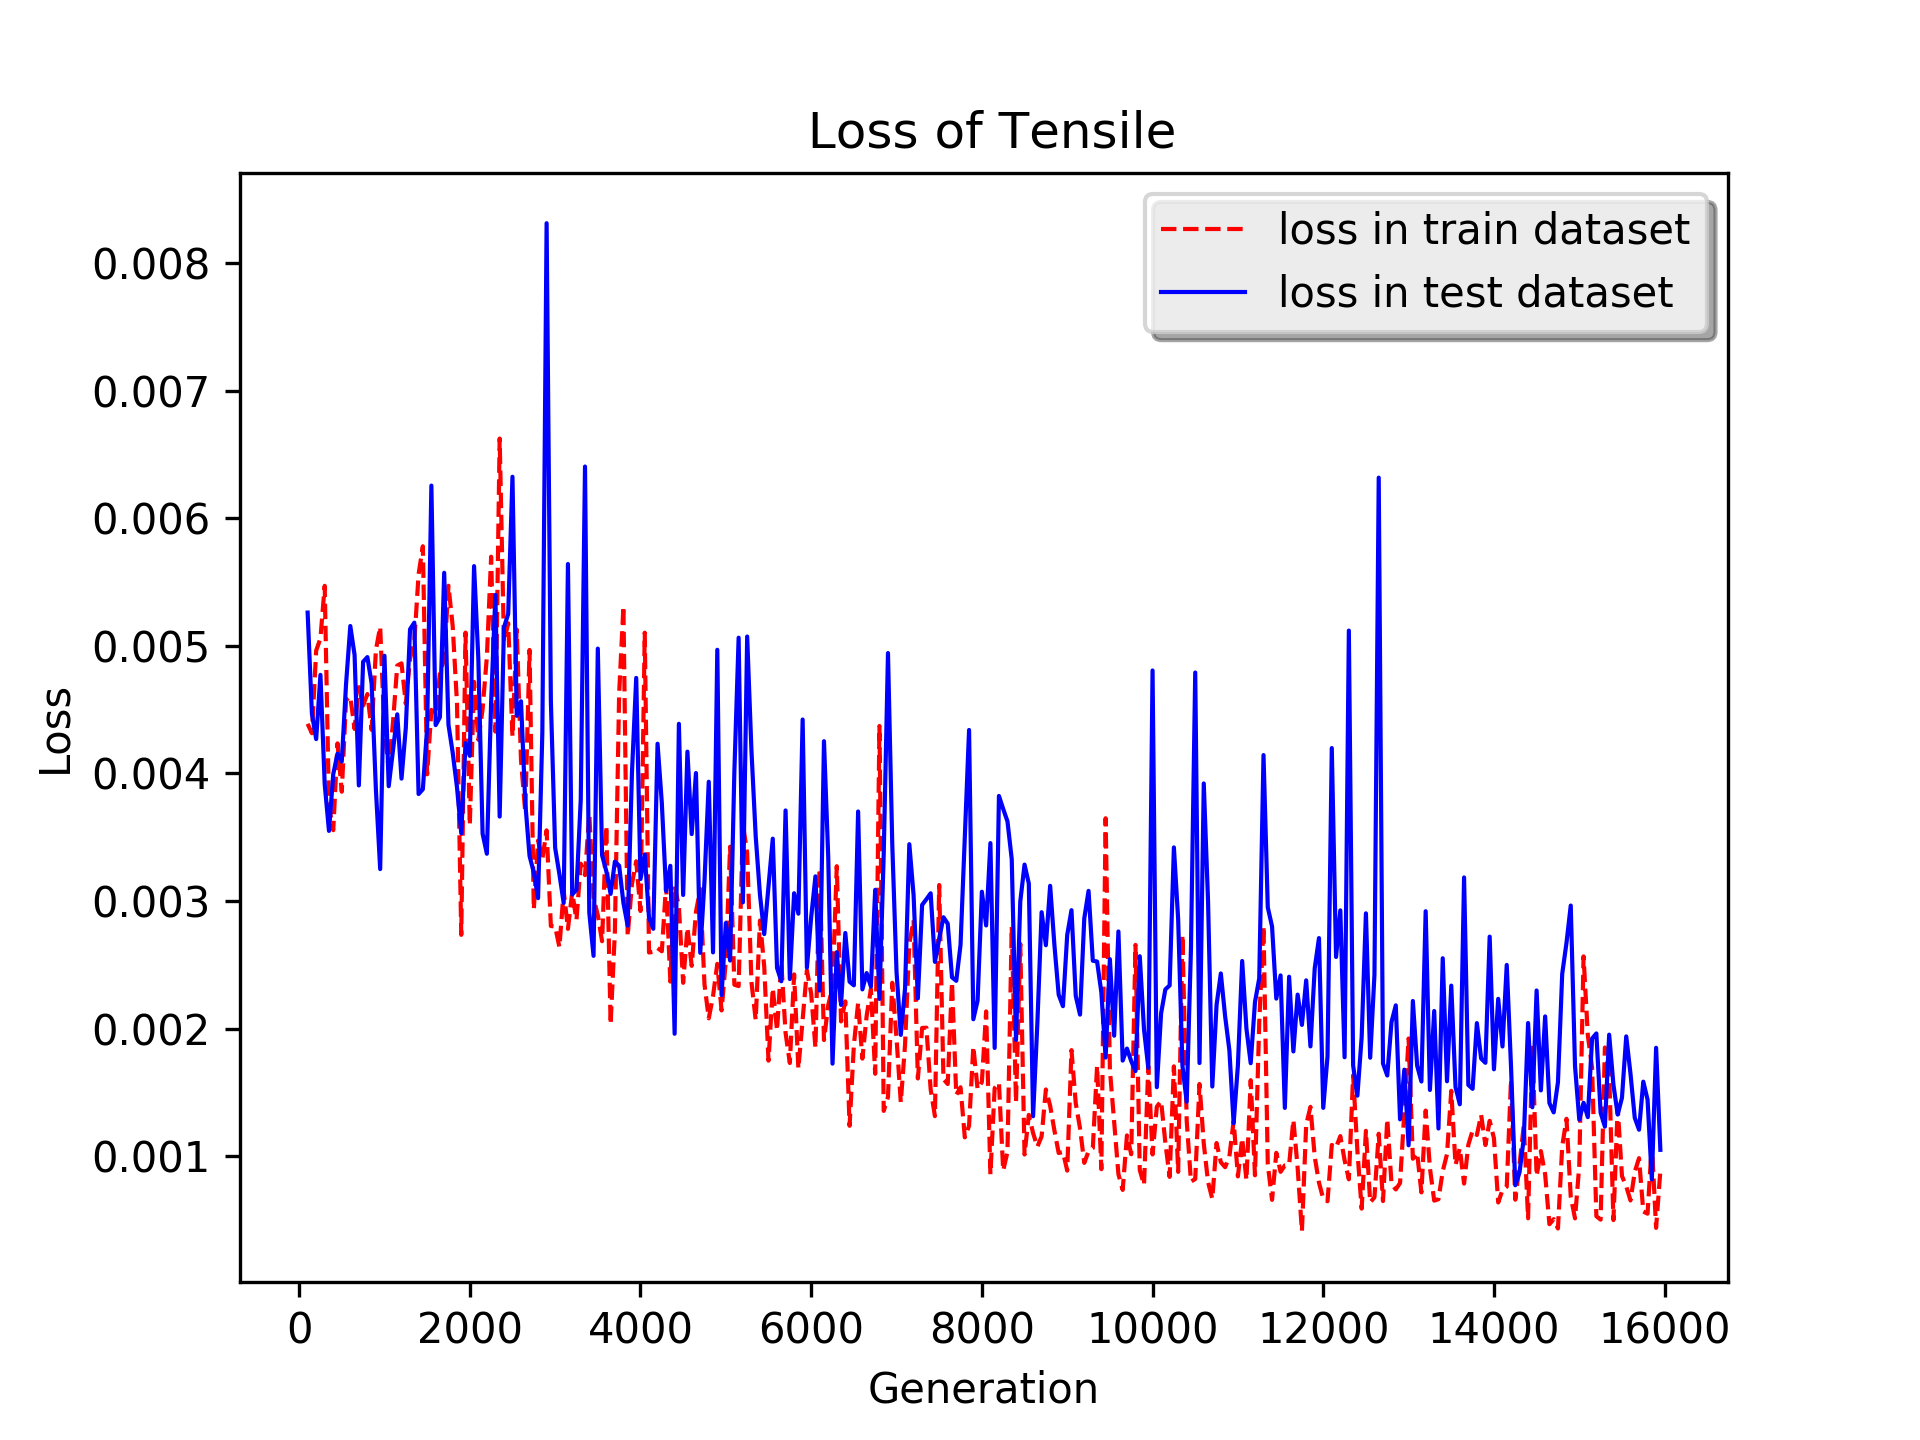 Loss of Tensile
loss in train dataset
loss in test dataset
0.008
0.007
0.006
0.005
0.004
0.003
0.002
0.001
Loss
0 2000 4000 6000 8000 10000 12000 14000 16000
Generation